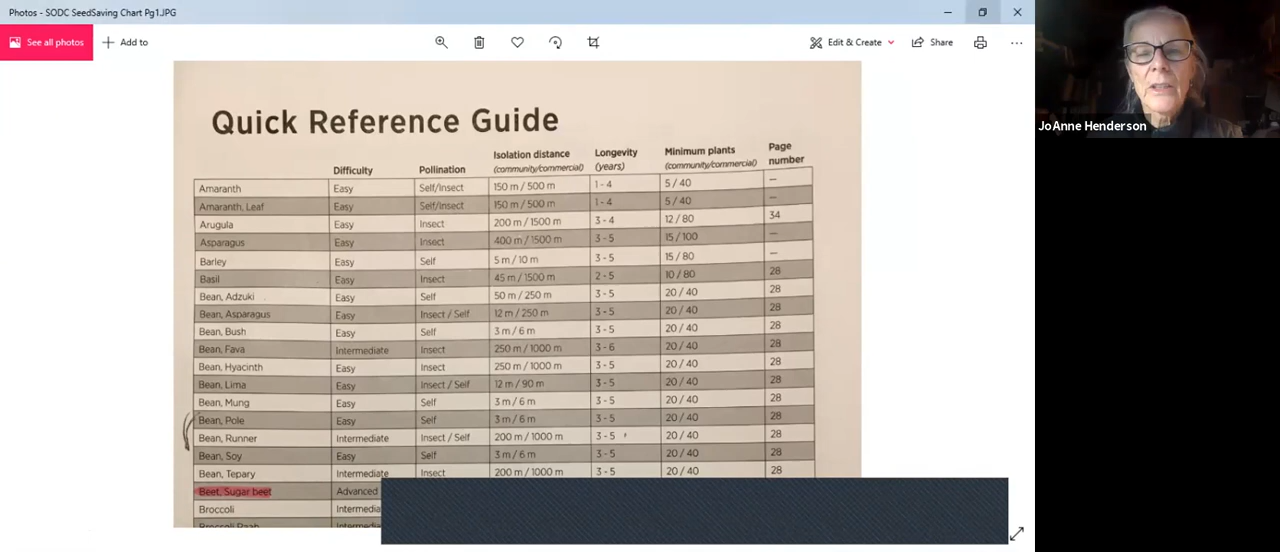 Photos - SODC SeedSaving Chart Pg1.JPG
See all photos
Add to
Edit & Create
Share
JoAnne Henderson
Quick Reference Guide
Difficulty Pollination Isolation distance (community/commercial) Longevity (years) Minimum plants (community/commercial) Page number
Amaranth Easy Self/Insect 150 m / 500 m 1 - 4 5 / 40 —
Amaranth, Leaf Easy Self/Insect 150 m / 500 m 1 - 4 5 / 40 —
Arugula Easy Insect 200 m / 1500 m 3 - 4 12 / 80 34
Asparagus Easy Insect 400 m / 1500 m 3 - 5 15 / 100 —
Barley Easy Self 5 m / 10 m 3 - 5 15 / 80 —
Basil Easy Insect 45 m / 1500 m 2 - 5 10 / 80 28
Bean, Adzuki Easy Self 50 m / 250 m 3 - 5 20 / 40 28
Bean, Asparagus Easy Insect / Self 12 m / 250 m 3 - 5 20 / 40 28
Bean, Bush Easy Self 3 m / 6 m 3 - 5 20 / 40 28
Bean, Fava Intermediate Insect 250 m / 1000 m 3 - 6 20 / 40 28
Bean, Hyacinth Easy Insect 250 m / 1000 m 3 - 5 20 / 40 28
Bean, Lima Easy Insect / Self 12 m / 90 m 3 - 5 20 / 40 28
Bean, Mung Easy Self 3 m / 6 m 3 - 5 20 / 40 28
Bean, Pole Easy Self 3 m / 6 m 3 - 5 20 / 40 28
Bean, Runner Intermediate Insect / Self 200 m / 1000 m 3 - 5 20 / 40 28
Bean, Soy Easy Self 3 m / 6 m 3 - 5 20 / 40 28
Bean, Tepary Intermediate Insect 200 m / 1000 m 3 - 5 20 / 40 28
Beet, Sugar beet Advanced
Broccoli